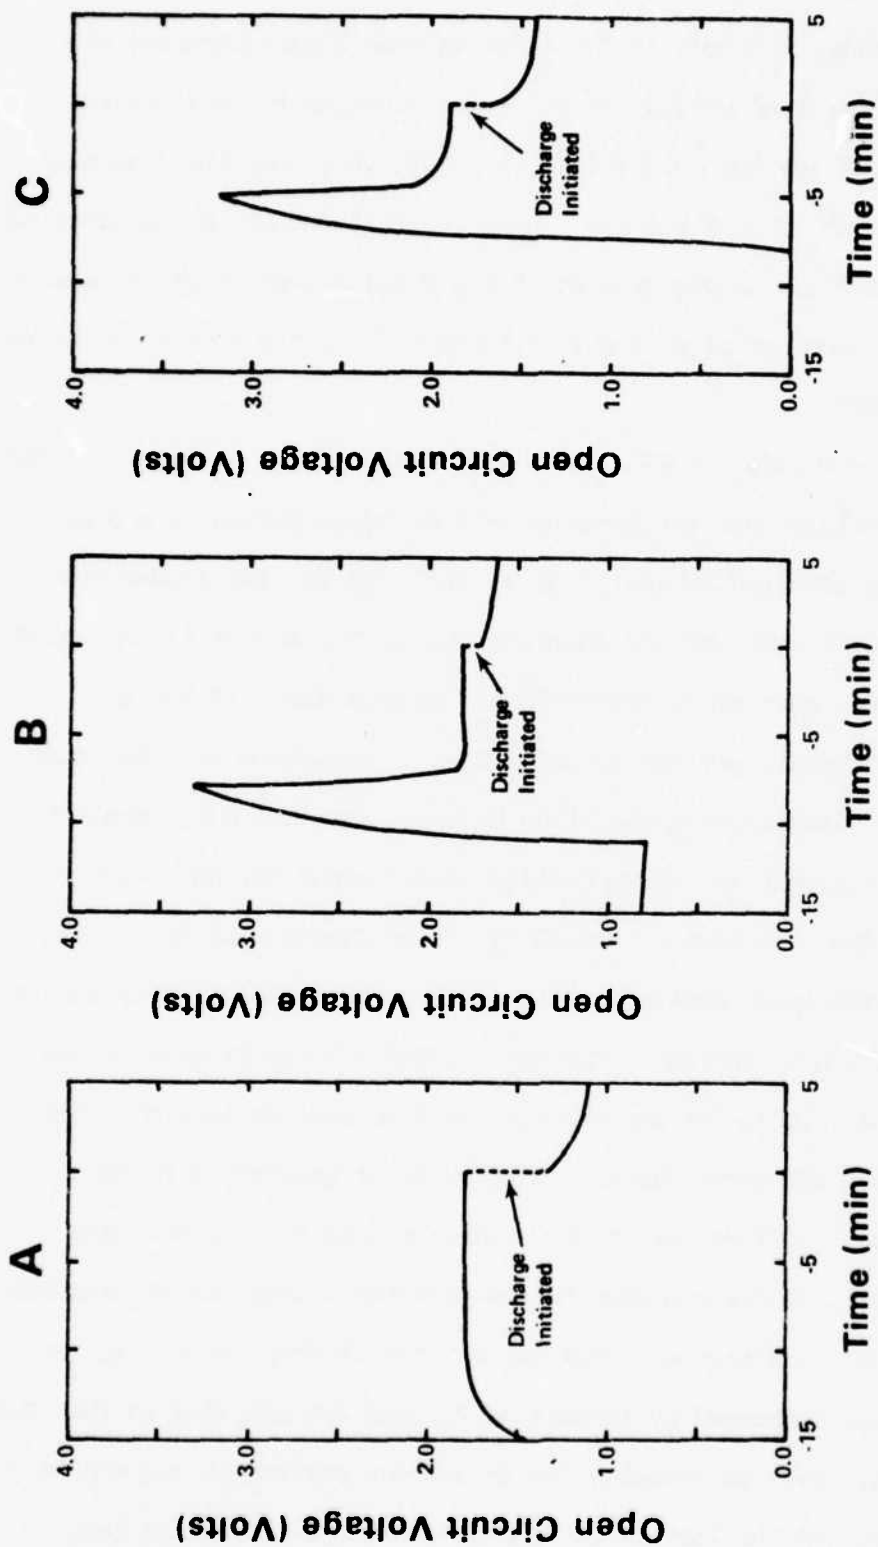 A
Open Circuit Voltage (Volts)
4.0
3.0
2.0
1.0
0.0
Discharge
Initiated
-15
-5
5
Time (min)
B
Open Circuit Voltage (Volts)
4.0
3.0
2.0
1.0
0.0
Discharge
Initiated
-15
-5
5
Time (min)
C
Open Circuit Voltage (Volts)
4.0
3.0
2.0
1.0
0.0
Discharge
Initiated
-15
-5
5
Time (min)